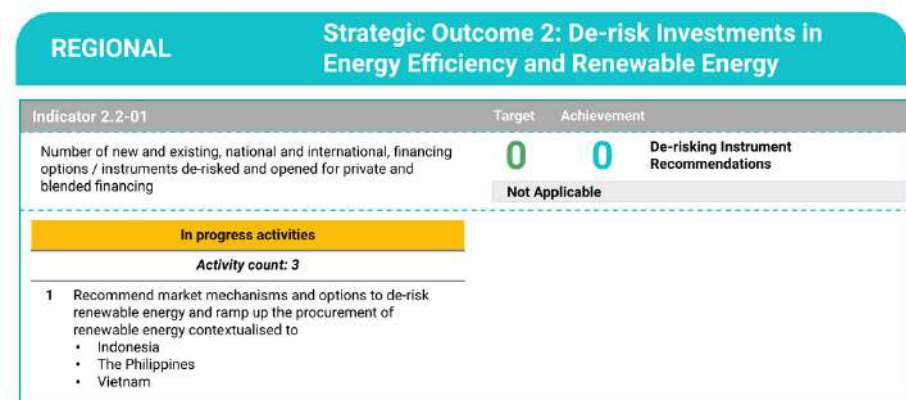 REGIONAL
Strategic Outcome 2: De-risk Investments in
Energy Efficiency and Renewable Energy
Indicator 2.2-01
Target
Achievement
Number of new and existing, national and international, financing
options / instruments de-risked and opened for private and
blended financing
0
0
De-risking Instrument
Recommendations
Not Applicable
In progress activities
Activity count: 3
1 Recommend market mechanisms and options to de-risk
renewable energy and ramp up the procurement of
renewable energy contextualised to
• Indonesia
• The Philippines
• Vietnam